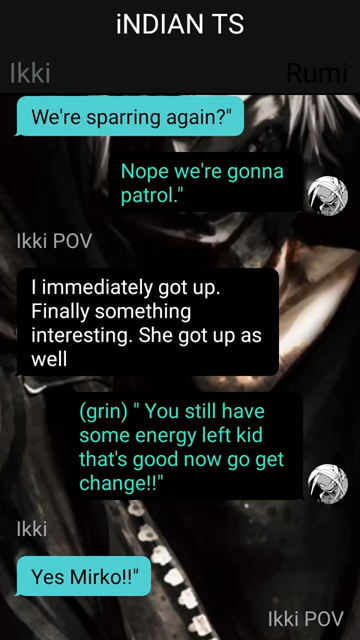 iNDIAN TS
Ikki
Rumi
We're sparring again?"
Nope we're gonna
patrol."
Ikki POV
I immediately got up.
Finally something
interesting. She got up as
well
(grin) " You still have
some energy left kid
that's good now go get
change!!"
Ikki
Yes Mirko!!"
Ikki POV